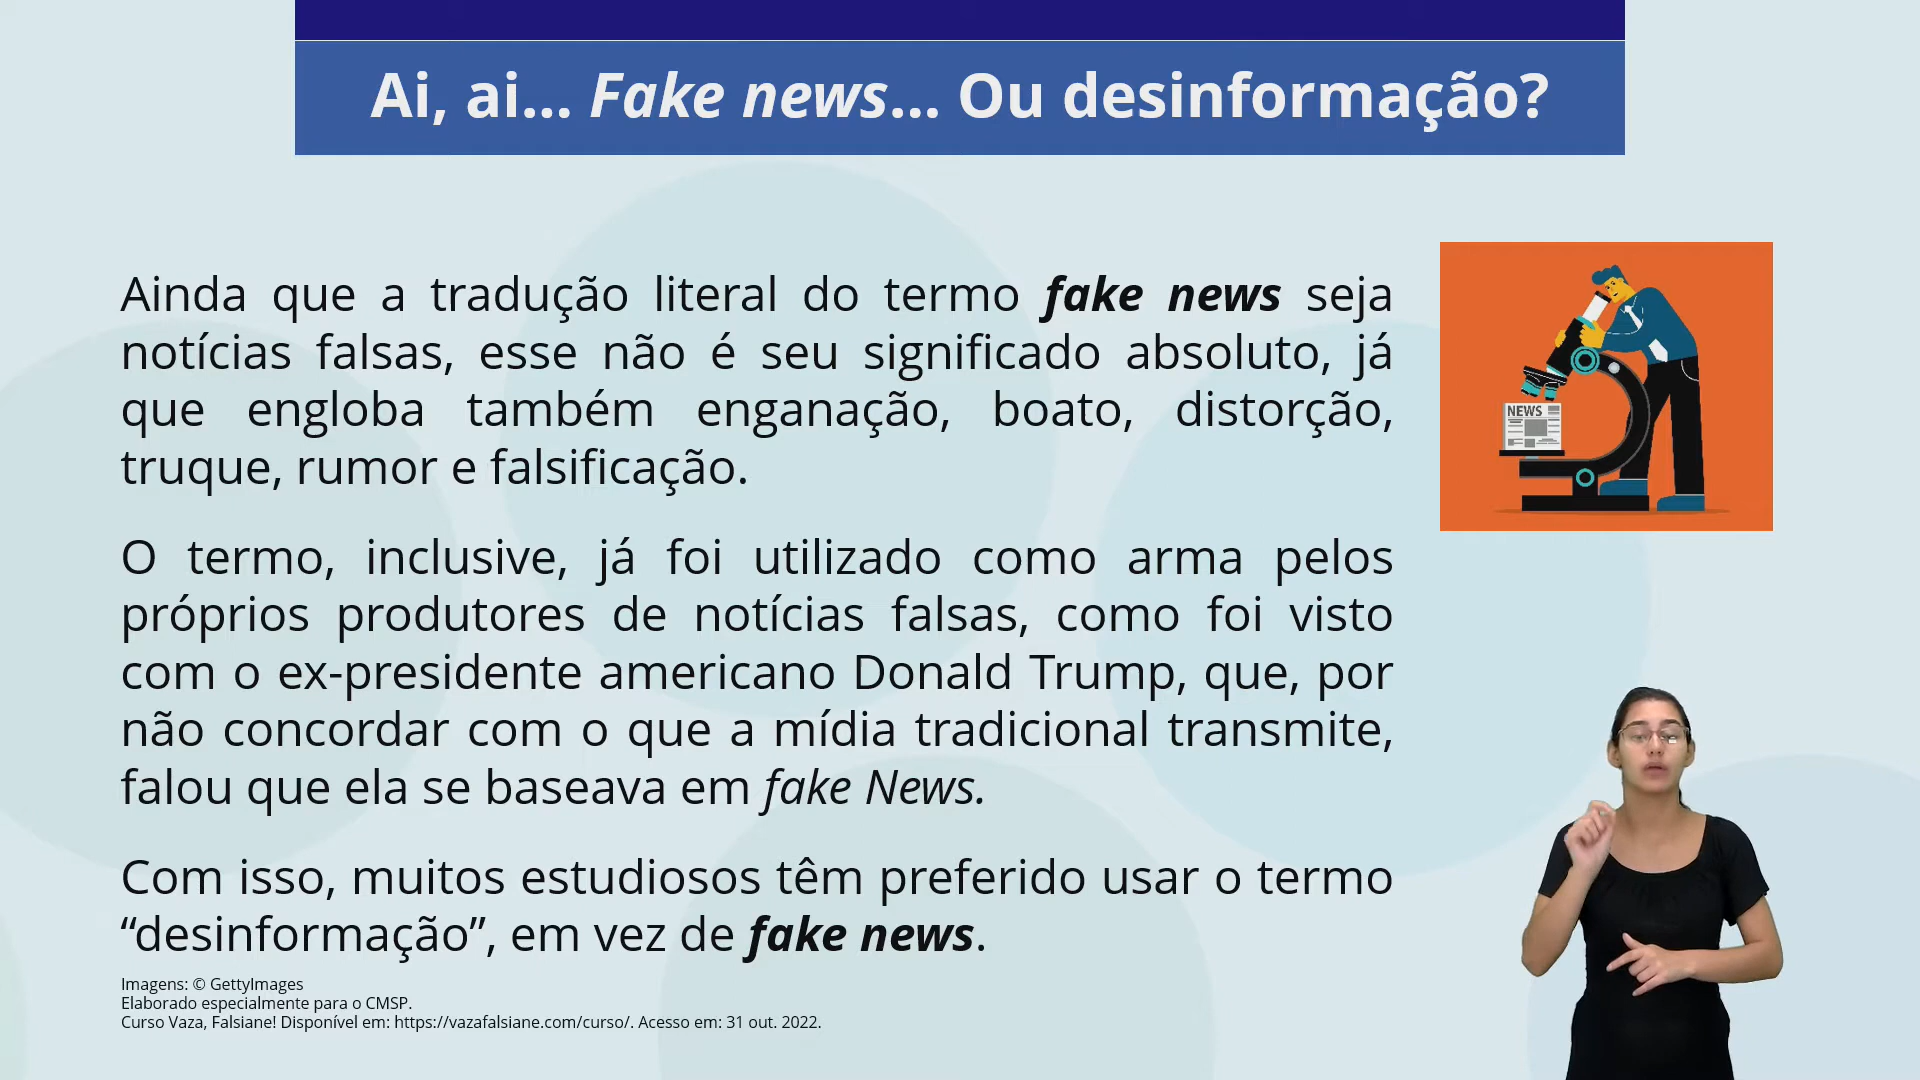 Ai, ai... Fake news... Ou desinformação?
Ainda que a tradução literal do termo fake news seja
notícias falsas, esse não é seu significado absoluto, já
que engloba também enganação, boato, distorção,
truque, rumor e falsificação.
NEWS
O termo, inclusive, já foi utilizado como arma pelos
próprios produtores de notícias falsas, como foi visto
com o ex-presidente americano Donald Trump, que, por
não concordar com o que a mídia tradicional transmite,
falou que ela se baseava em fake News.
Com isso, muitos estudiosos têm preferido usar o termo
“desinformação”, em vez de fake news.
Imagens: © GettyImages
Elaborado especialmente para o CMSP.
Curso Vaza, Falsiane! Disponível em: https://vazafalsiane.com/curso/. Acesso em: 31 out. 2022.